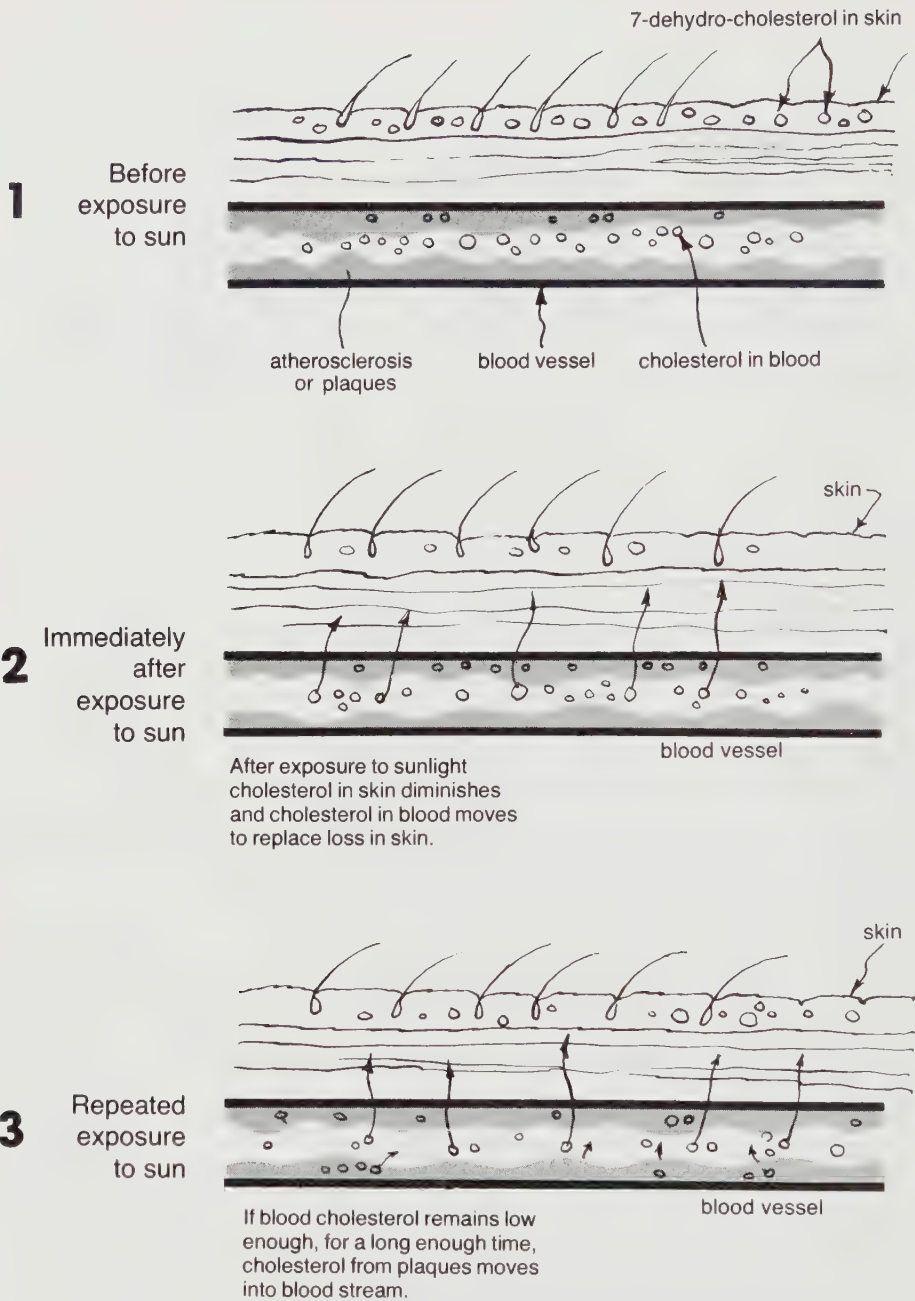 7-dehydro-cholesterol in skin
1
Before
exposure
to sun
atherosclerosis
or plaques
blood vessel
cholesterol in blood
skin
2
Immediately
after
exposure
to sun
blood vessel
After exposure to sunlight
cholesterol in skin diminishes
and cholesterol in blood moves
to replace loss in skin.
skin
3
Repeated
exposure
to sun
blood vessel
If blood cholesterol remains low
enough, for a long enough time,
cholesterol from plaques moves
into blood stream.